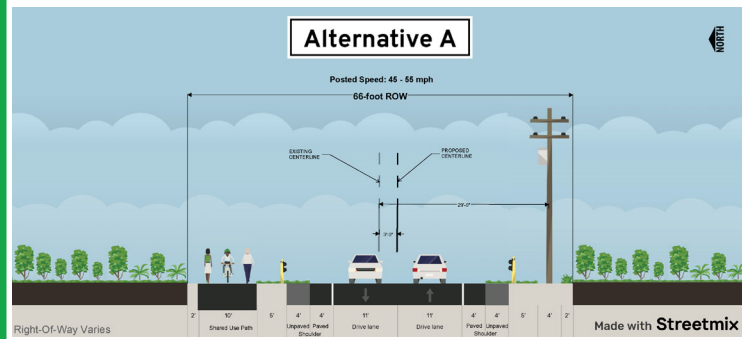 Alternative A
NORTH
Posted Speed: 45 - 55 mph
66-foot ROW
EXISTING
CENTERLINE
PROPOSED
CENTERLINE
3'-3"
2' 10' 5' 4' 4' 11' 11' 4' 4' 5' 4' 2'
Shared Use Path Unpaved Paved Drive lane Drive lane Paved Unpaved
Shoulder Shoulder
Right-Of-Way Varies
Made with Streetmix